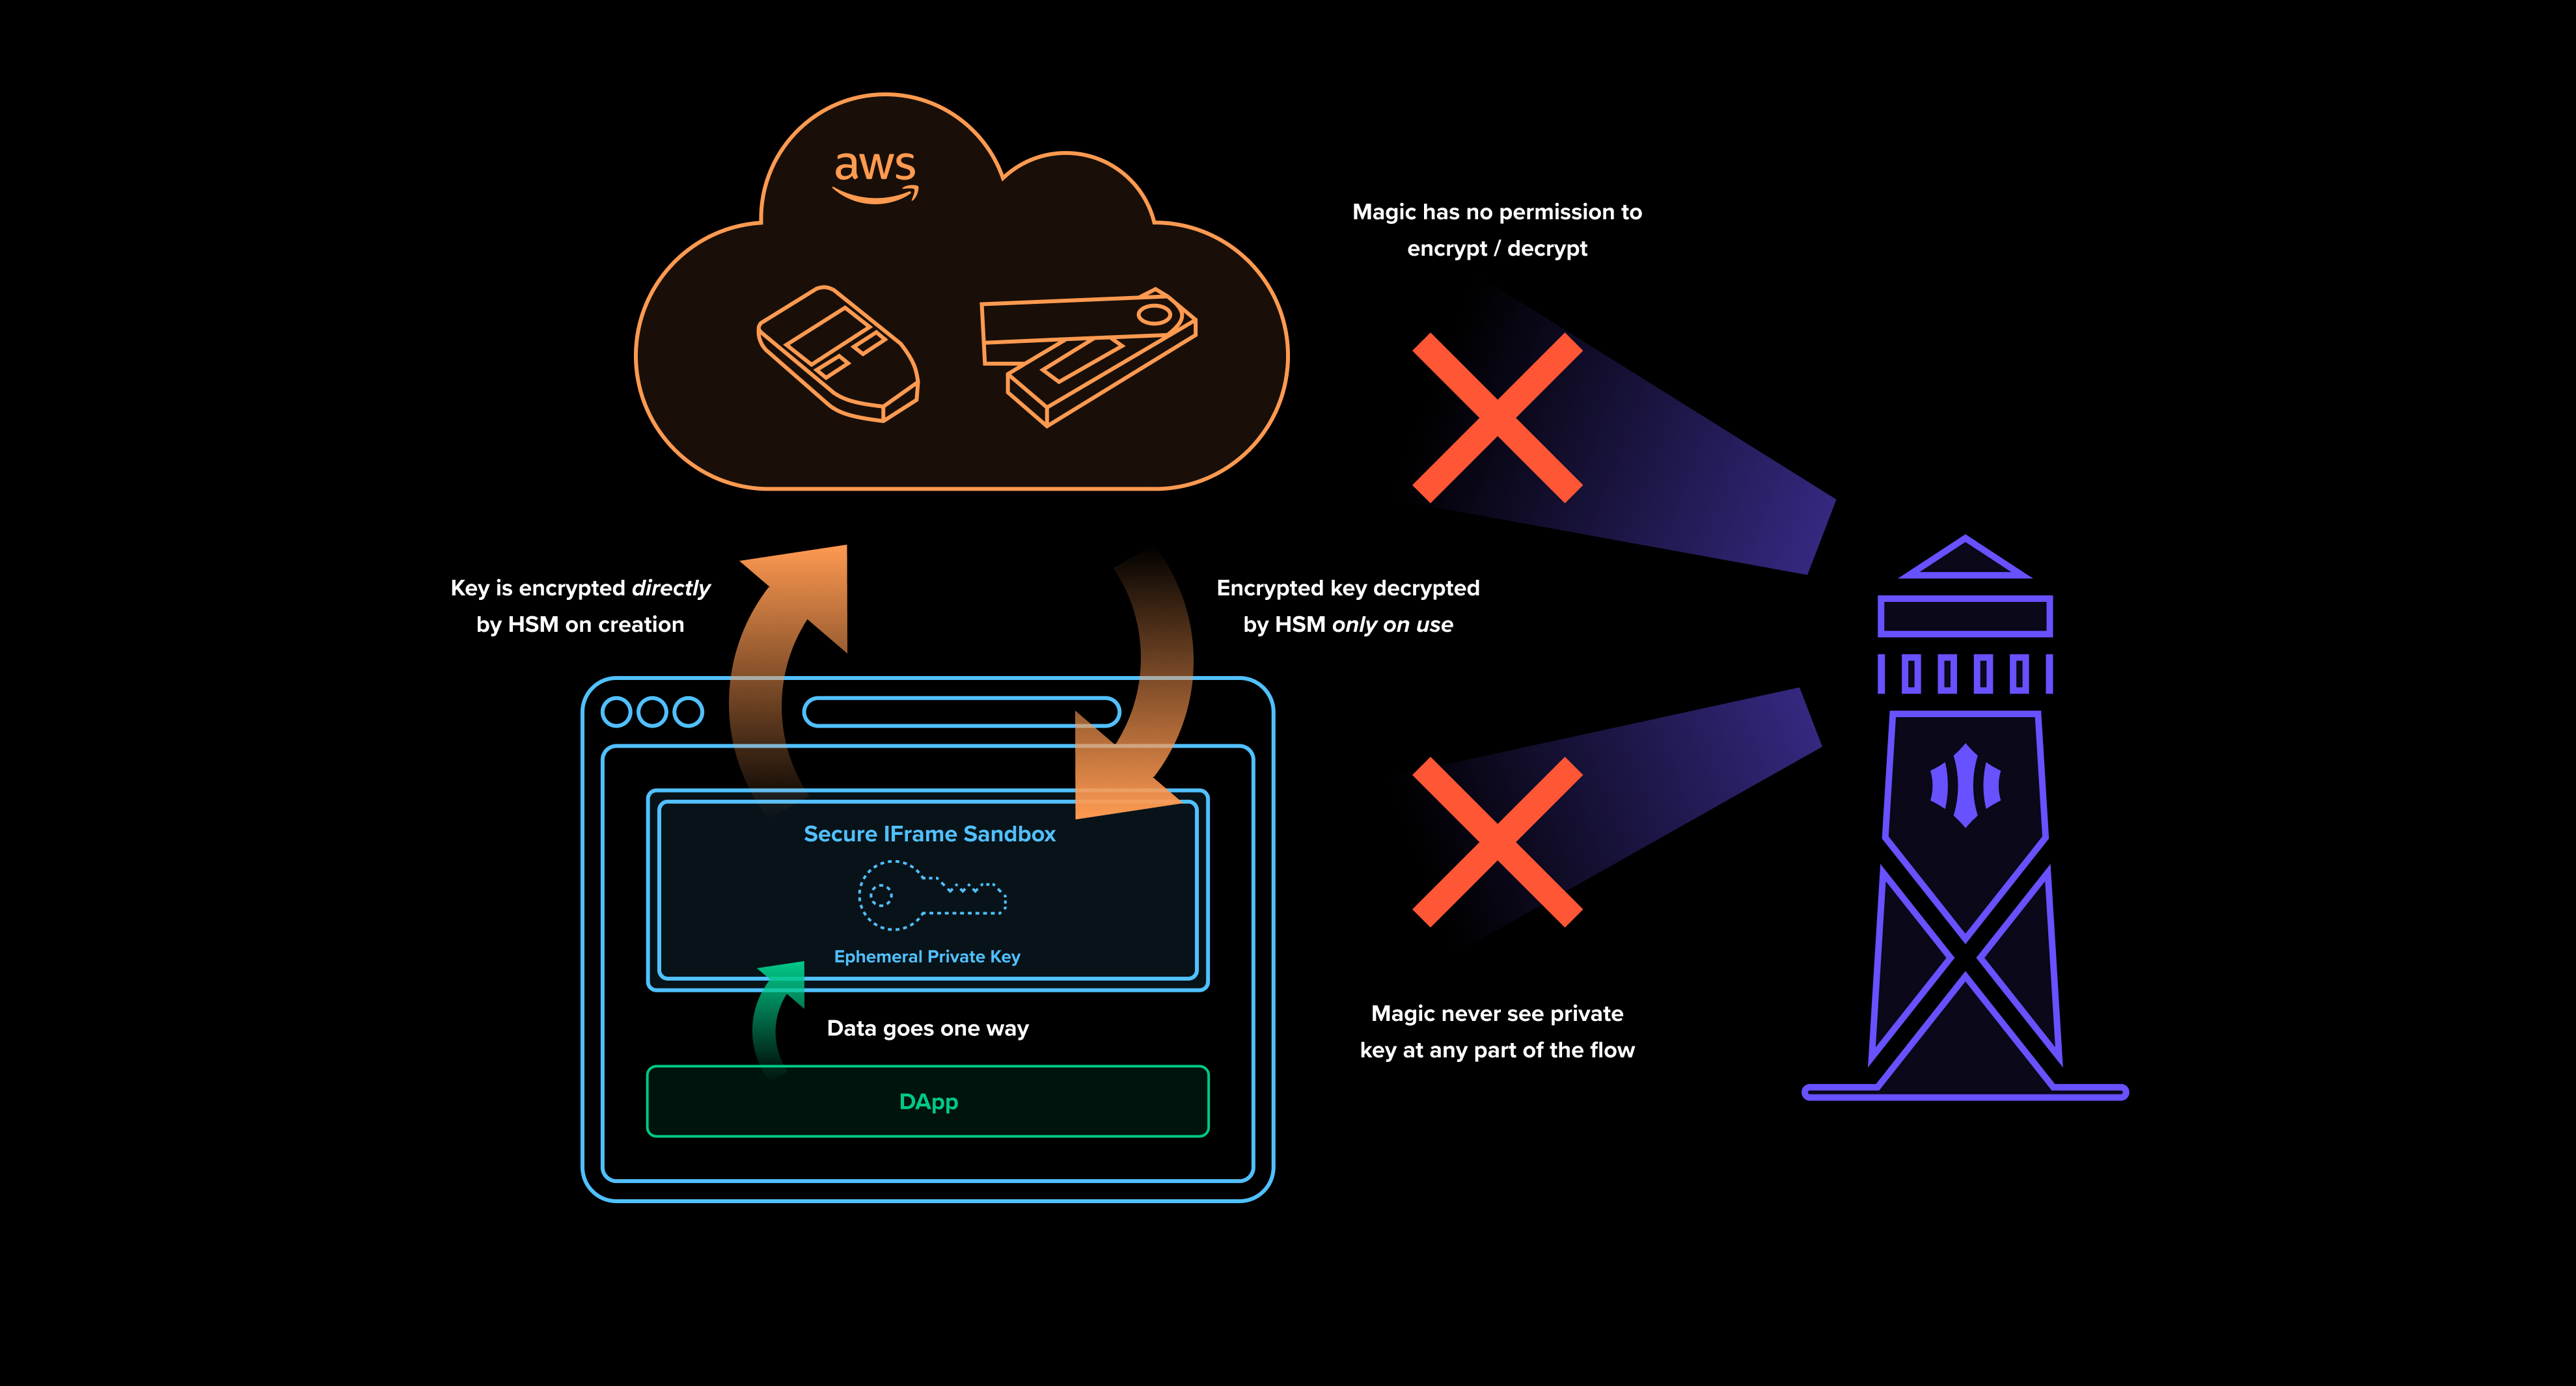 aws
Magic has no permission to
encrypt / decrypt
Key is encrypted directly
by HSM on creation
Encrypted key decrypted
by HSM only on use
Secure IFrame Sandbox
Ephemeral Private Key
Data goes one way
DApp
Magic never see private
key at any part of the flow